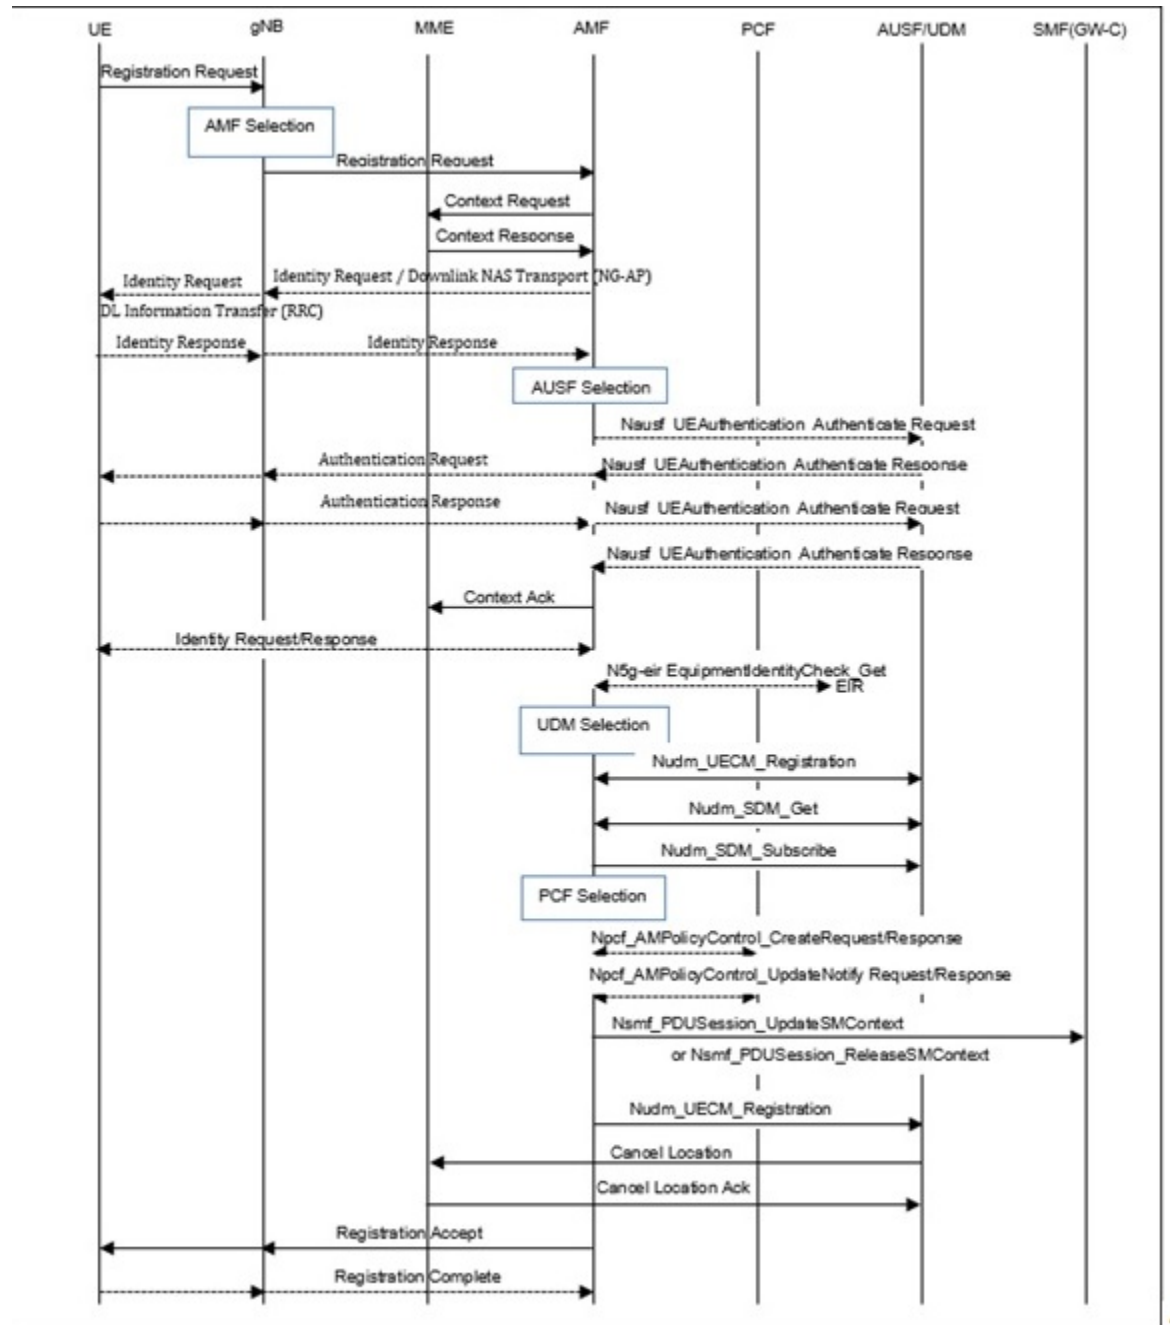 UE gNB MME AMF PCF AUSF/UDM SMF(GW-C)
Registration Request
AMF Selection
Registration Request
Context Request
Context Response
Identity Request Identity Request / Downlink NAS Transport (NG-AP)
DL Information Transfer (RRC)
Identity Response Identity Response
AUSF Selection
Nausf_UEAuthentication_Authenticate Request
Authentication Request Nausf_UEAuthentication_Authenticate Response
Authentication Response Nausf_UEAuthentication_Authenticate Request
Nausf_UEAuthentication_Authenticate Response
Context Ack
Identity Request/Response
N5g-eir EquipmentIdentityCheck_Get
EIR
UDM Selection
Nudm_UECM_Registration
Nudm_SDM_Get
Nudm_SDM_Subscribe
PCF Selection
Npcf_AMPolicyControl_CreateRequest/Response
Npcf_AMPolicyControl_UpdateNotify Request/Response
Nsmf_PDUSession_UpdateSMContext
or Nsmf_PDUSession_ReleaseSMContext
Nudm_UECM_Registration
Cancel Location
Cancel Location Ack
Registration Accept
Registration Complete